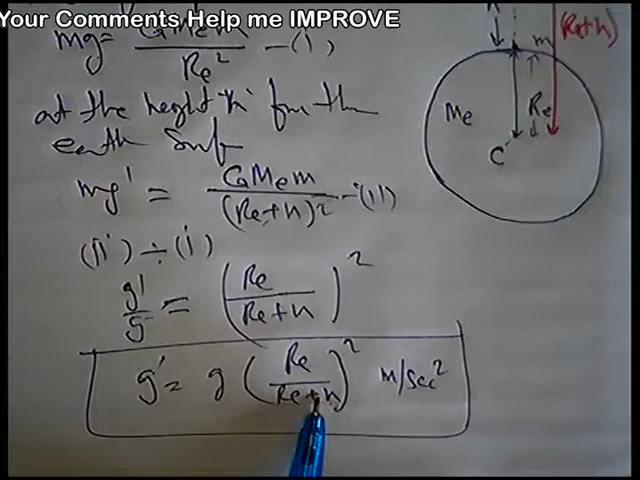 Your Comments Help me IMPROVE
mg = GMem / Re² - (i)
at the height 'h' from the
earth surf
mg' = GMem / (Re+h)² - (ii)
(ii) ÷ (i)
g'/g = (Re / Re+h)²
g' = g (Re / Re+h)² m/sec²
h
m
(Re+h)
Me
Re
C